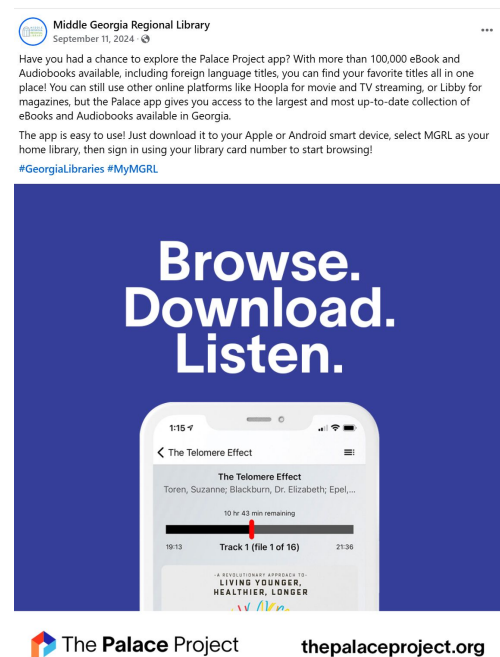 Middle Georgia Regional Library
September 11, 2024 ·
Have you had a chance to explore the Palace Project app? With more than 100,000 eBook and
Audiobooks available, including foreign language titles, you can find your favorite titles all in one
place! You can still use other online platforms like Hoopla for movie and TV streaming, or Libby for
magazines, but the Palace app gives you access to the largest and most up-to-date collection of
eBooks and Audiobooks available in Georgia.
The app is easy to use! Just download it to your Apple or Android smart device, select MGRL as your
home library, then sign in using your library card number to start browsing!
#GeorgiaLibraries #MyMGRL
Browse.
Download.
Listen.
1:15
The Telomere Effect
The Telomere Effect
Toren, Suzanne; Blackburn, Dr. Elizabeth; Epel,...
10 hr 43 min remaining
19:13 Track 1 (file 1 of 16) 21:36
-A REVOLUTIONARY APPROACH TO-
LIVING YOUNGER,
HEALTHIER, LONGER
The Palace Project
thepalaceproject.org